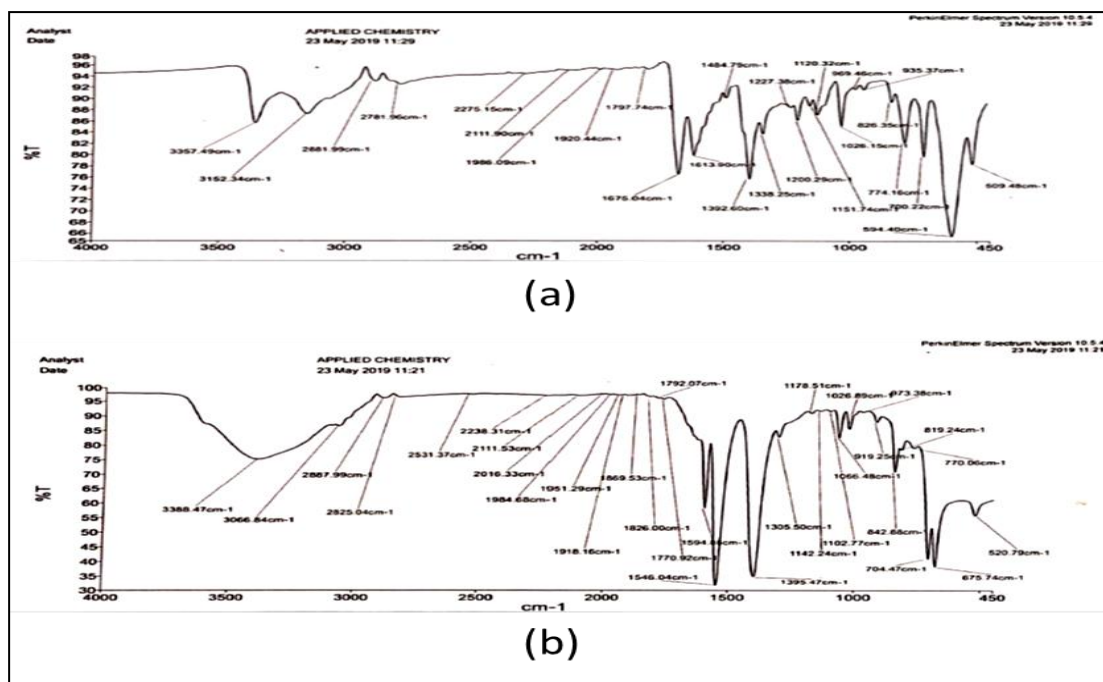 PerkinElmer Spectrum Version 10.5.4
23 May 2019 11:29
Analyst
Date
APPLIED CHEMISTRY
23 May 2019 11:29
98
96
94
92
90
88
86
84
82
80
78
76
74
72
70
68
66
65
%T
3357.49cm-1
3152.34cm-1
2881.99cm-1
2781.96cm-1
2275.15cm-1
2111.90cm-1
1986.09cm-1
1920.44cm-1
1797.74cm-1
1675.04cm-1
1613.90cm-1
1484.79cm-1
1392.60cm-1
1338.25cm-1
1227.38cm-1
1200.29cm-1
1151.74cm-1
1120.32cm-1
1026.15cm-1
969.46cm-1
935.37cm-1
826.35cm-1
774.16cm-1
700.22cm-1
594.40cm-1
509.48cm-1
4000 3500 3000 2500 2000 1500 1000 450
cm-1
(a)
PerkinElmer Spectrum Version 10.5.4
23 May 2019 11:21
Analyst
Date
APPLIED CHEMISTRY
23 May 2019 11:21
100
95
90
85
80
75
70
65
60
55
50
45
40
35
30
%T
3388.47cm-1
3066.84cm-1
2887.99cm-1
2825.04cm-1
2531.37cm-1
2238.31cm-1
2111.53cm-1
2016.33cm-1
1984.68cm-1
1951.29cm-1
1918.16cm-1
1869.53cm-1
1826.00cm-1
1792.07cm-1
1770.92cm-1
1546.04cm-1
1395.47cm-1
1305.50cm-1
1178.51cm-1
1142.24cm-1
1102.77cm-1
1066.48cm-1
1026.89cm-1
973.38cm-1
919.25cm-1
842.88cm-1
819.24cm-1
770.06cm-1
704.47cm-1
675.74cm-1
520.79cm-1
4000 3500 3000 2500 2000 1500 1000 450
cm-1
(b)